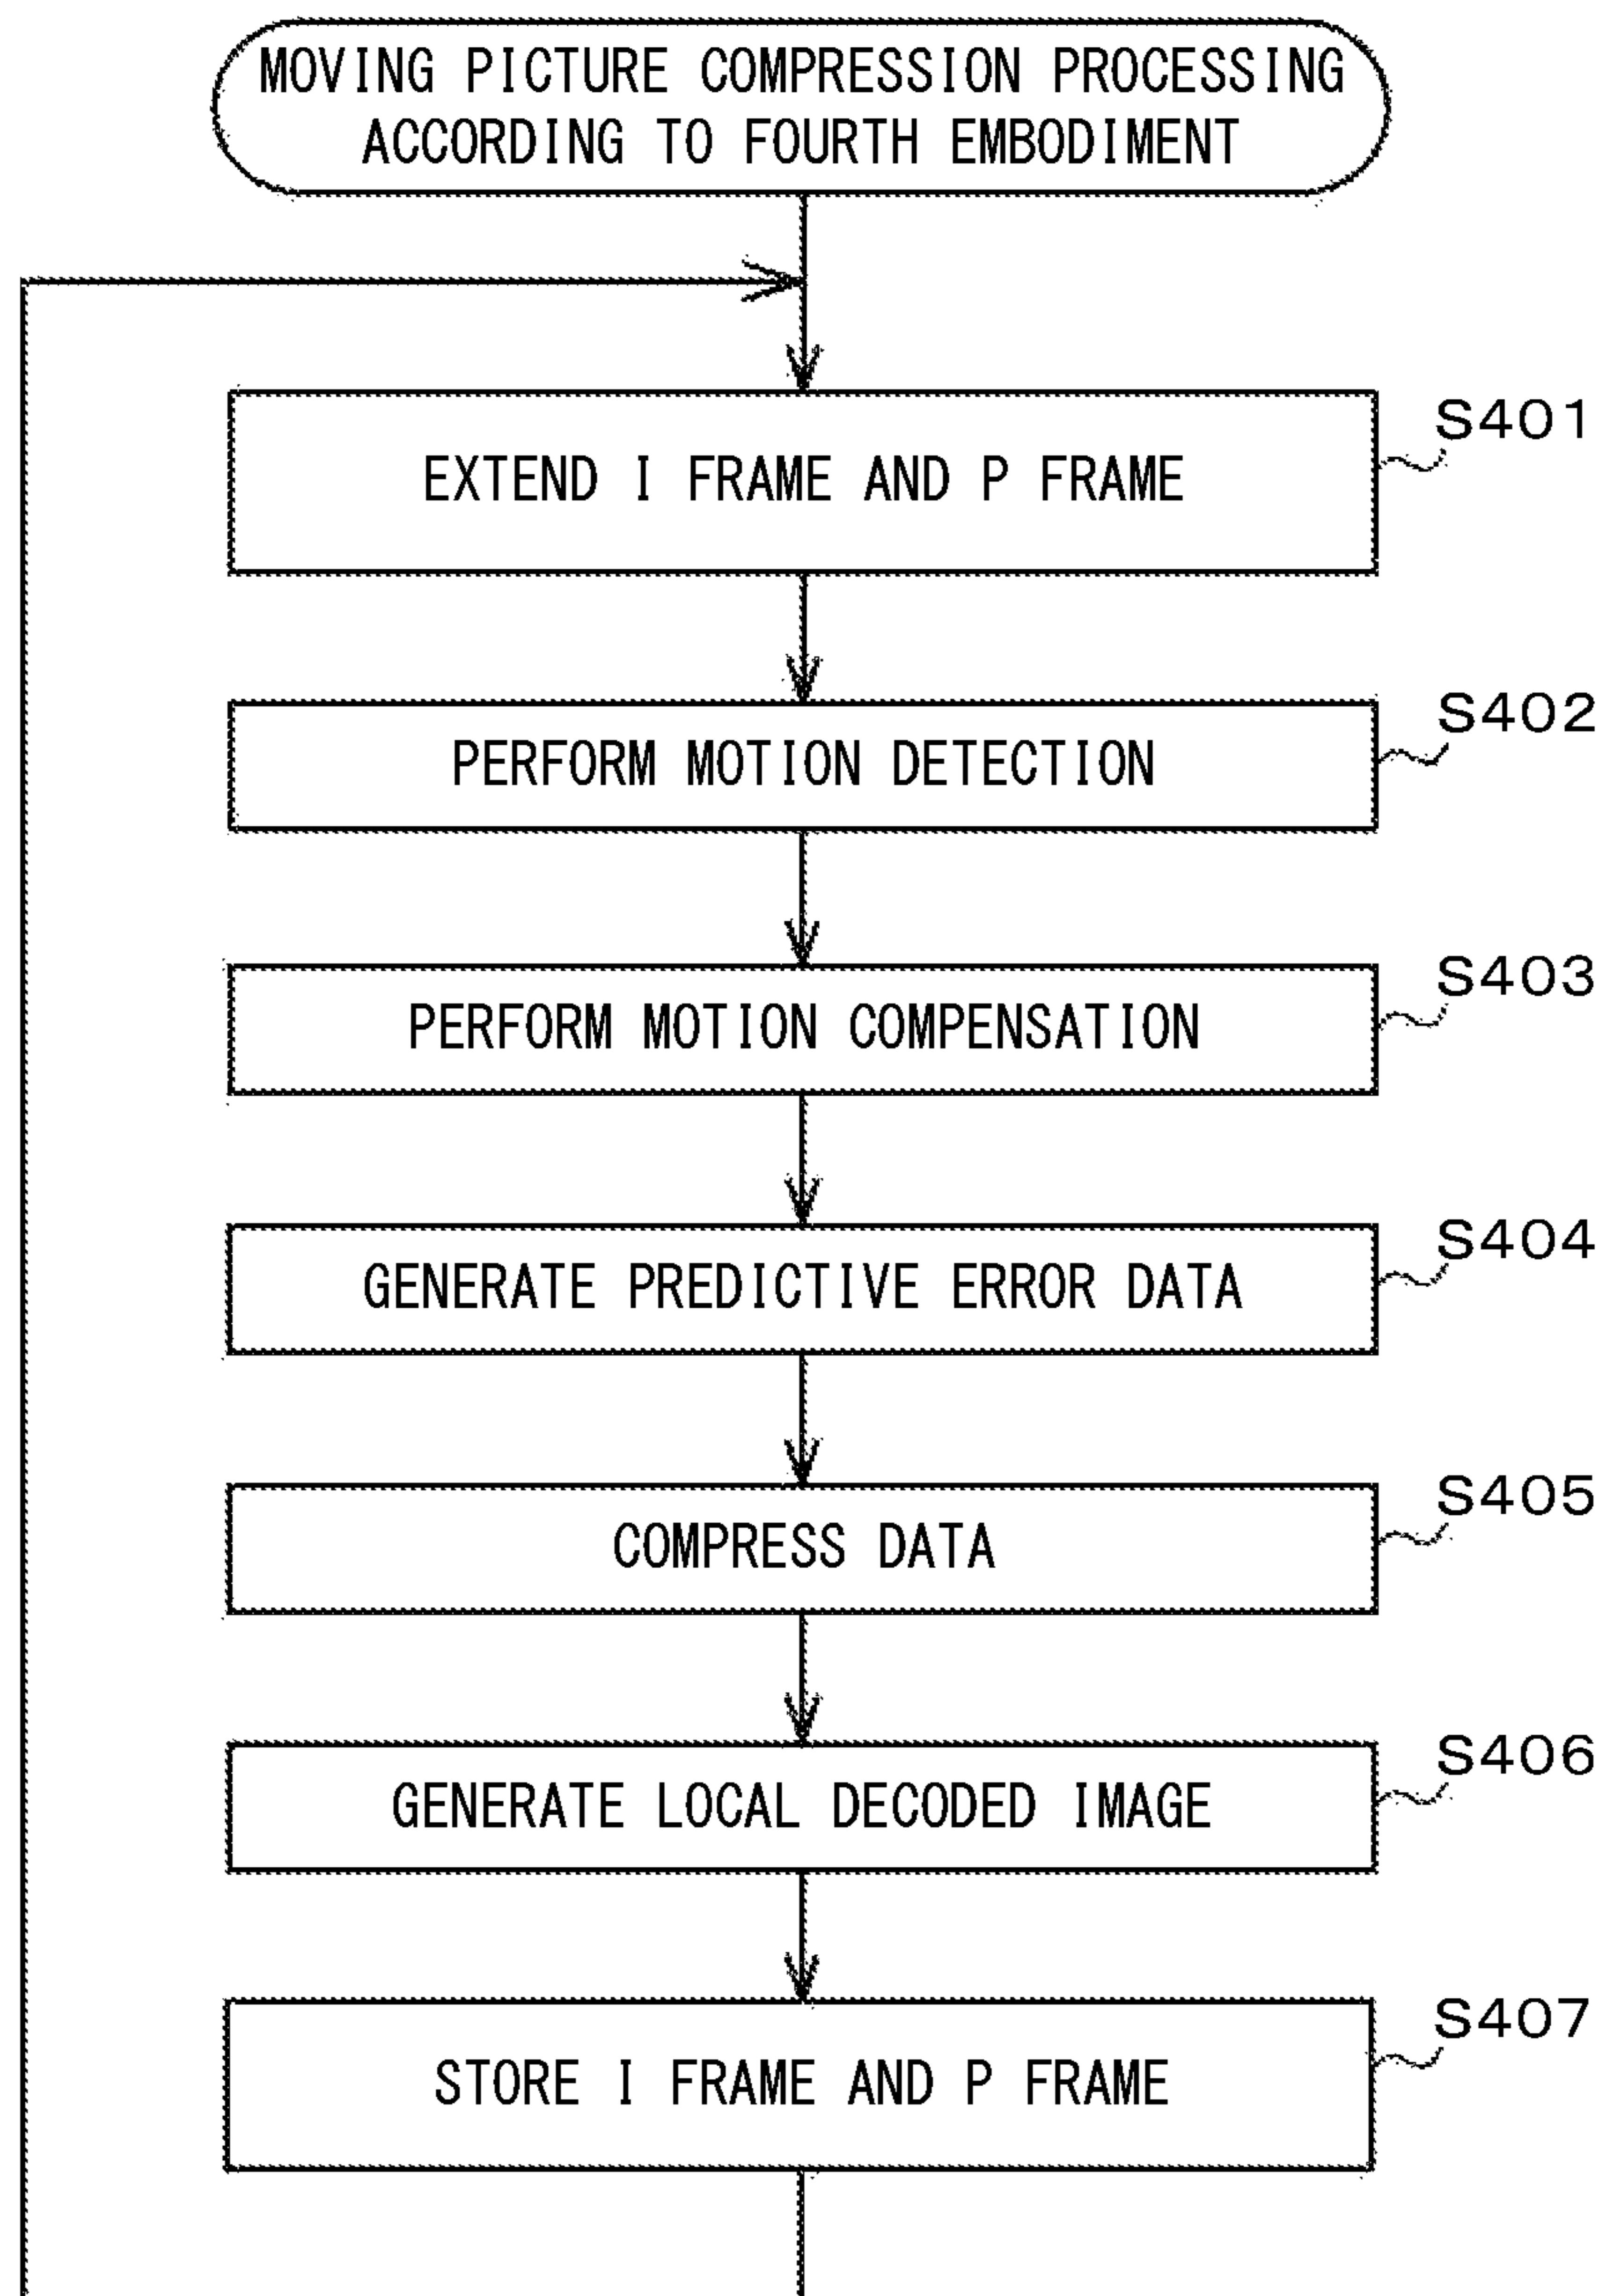 MOVING PICTURE COMPRESSION PROCESSING
ACCORDING TO FOURTH EMBODIMENT
S401
EXTEND I FRAME AND P FRAME
S402
PERFORM MOTION DETECTION
S403
PERFORM MOTION COMPENSATION
S404
GENERATE PREDICTIVE ERROR DATA
S405
COMPRESS DATA
S406
GENERATE LOCAL DECODED IMAGE
S407
STORE I FRAME AND P FRAME